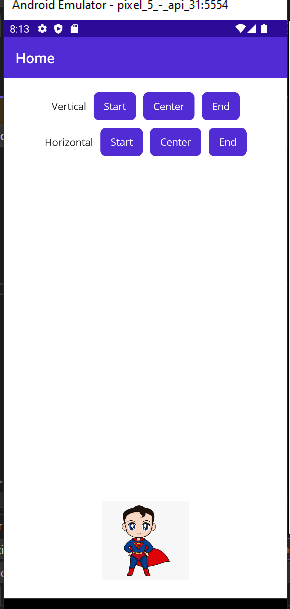 Android Emulator - pixel_5_-_api_31:5554
8:13
Home
Vertical Start Center End
Horizontal Start Center End